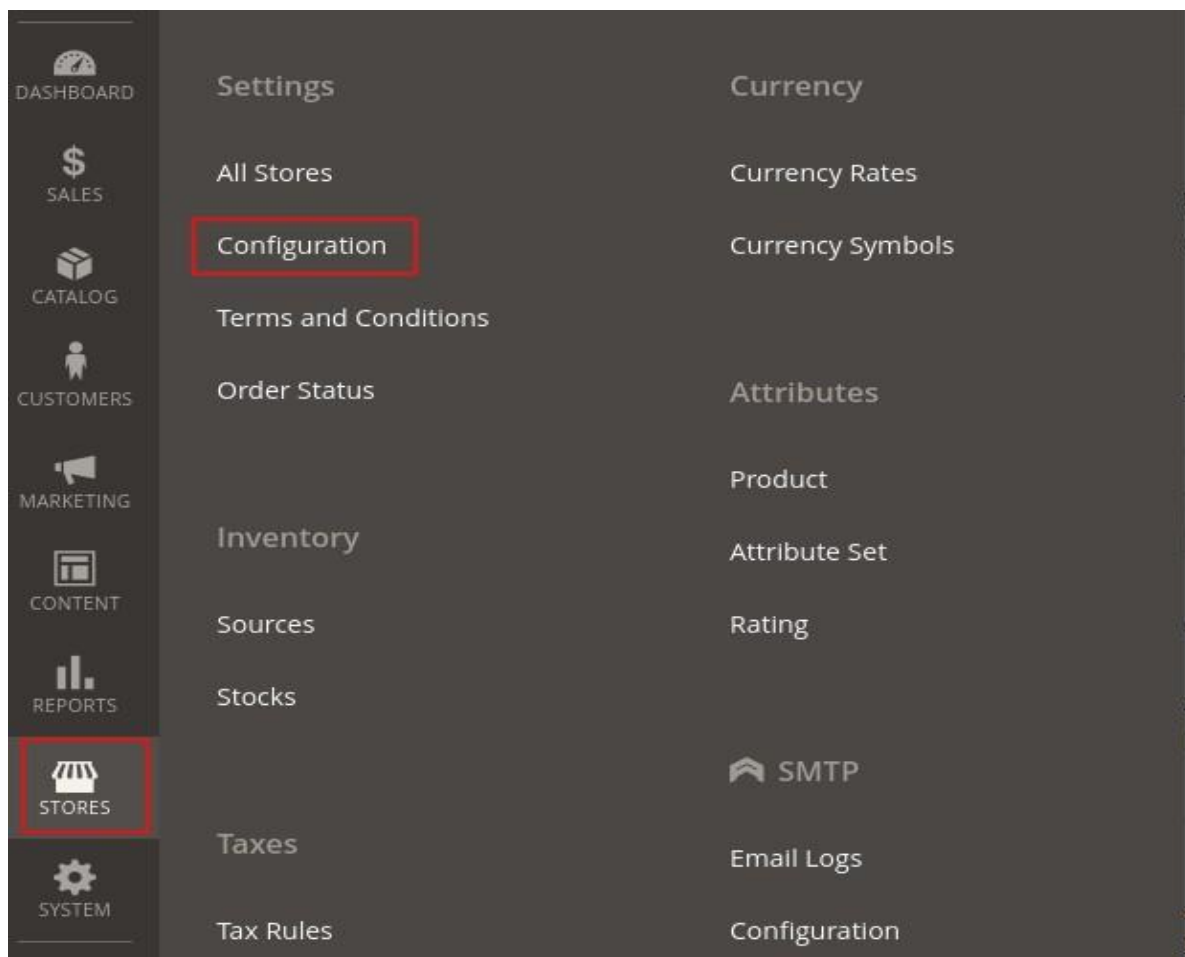 DASHBOARD
SALES
CATALOG
CUSTOMERS
MARKETING
CONTENT
REPORTS
STORES
SYSTEM
Settings
All Stores
Configuration
Terms and Conditions
Order Status
Inventory
Sources
Stocks
Taxes
Tax Rules
Currency
Currency Rates
Currency Symbols
Attributes
Product
Attribute Set
Rating
SMTP
Email Logs
Configuration